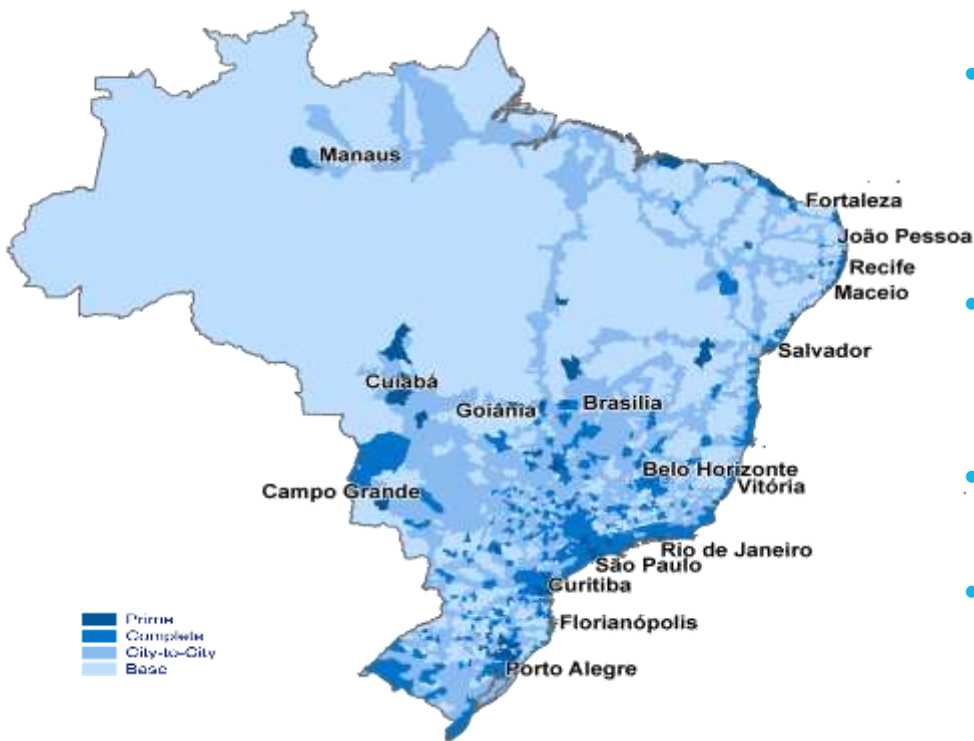 Manaus
Fortaleza
João Pessoa
Recife
Maceio
Salvador
Cuiabá
Goiânia
Brasilia
Belo Horizonte
Vitória
Campo Grande
Rio de Janeiro
São Paulo
Curitiba
Florianópolis
Porto Alegre
Prime
Complete
City-to-City
Base